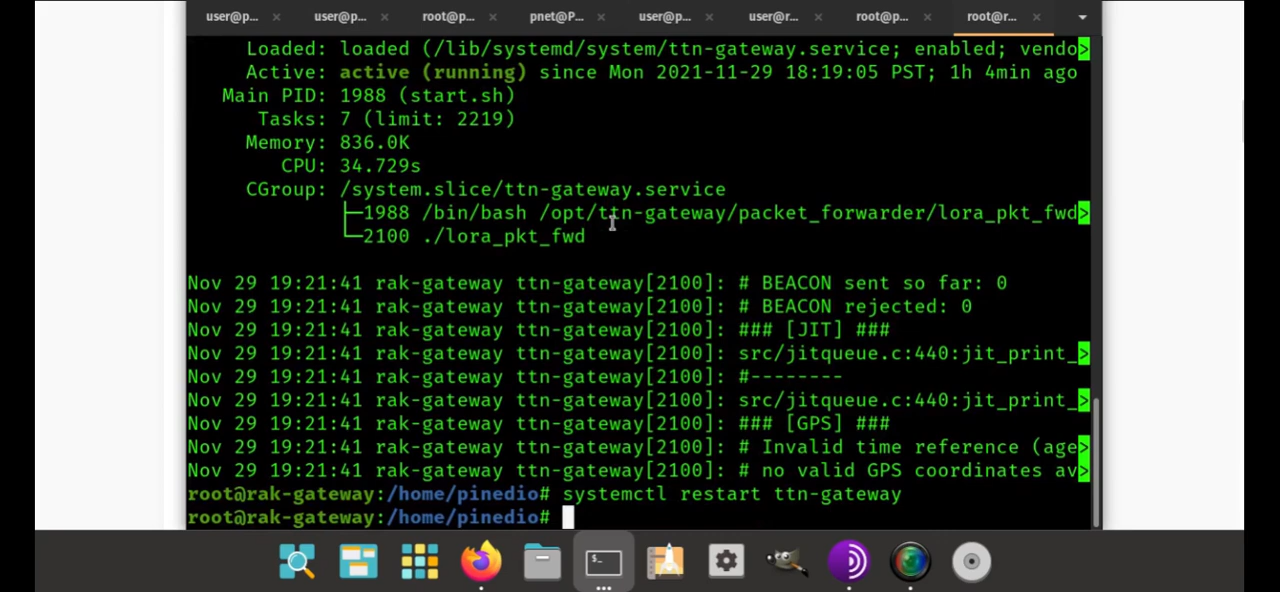 user@p... × user@p... × root@p... × pnet@P... × user@p... × user@r... × root@p... × root@r... ×
Loaded: loaded (/lib/systemd/system/ttn-gateway.service; enabled; vendo>
Active: active (running) since Mon 2021-11-29 18:19:05 PST; 1h 4min ago
Main PID: 1988 (start.sh)
Tasks: 7 (limit: 2219)
Memory: 836.0K
CPU: 34.729s
CGroup: /system.slice/ttn-gateway.service
├─1988 /bin/bash /opt/ttn-gateway/packet_forwarder/lora_pkt_fwd>
└─2100 ./lora_pkt_fwd
Nov 29 19:21:41 rak-gateway ttn-gateway[2100]: # BEACON sent so far: 0
Nov 29 19:21:41 rak-gateway ttn-gateway[2100]: # BEACON rejected: 0
Nov 29 19:21:41 rak-gateway ttn-gateway[2100]: ### [JIT] ###
Nov 29 19:21:41 rak-gateway ttn-gateway[2100]: src/jitqueue.c:440:jit_print_>
Nov 29 19:21:41 rak-gateway ttn-gateway[2100]: #--------
Nov 29 19:21:41 rak-gateway ttn-gateway[2100]: src/jitqueue.c:440:jit_print_>
Nov 29 19:21:41 rak-gateway ttn-gateway[2100]: ### [GPS] ###
Nov 29 19:21:41 rak-gateway ttn-gateway[2100]: # Invalid time reference (age>
Nov 29 19:21:41 rak-gateway ttn-gateway[2100]: # no valid GPS coordinates av>
root@rak-gateway:/home/pinedio# systemctl restart ttn-gateway
root@rak-gateway:/home/pinedio#
$_